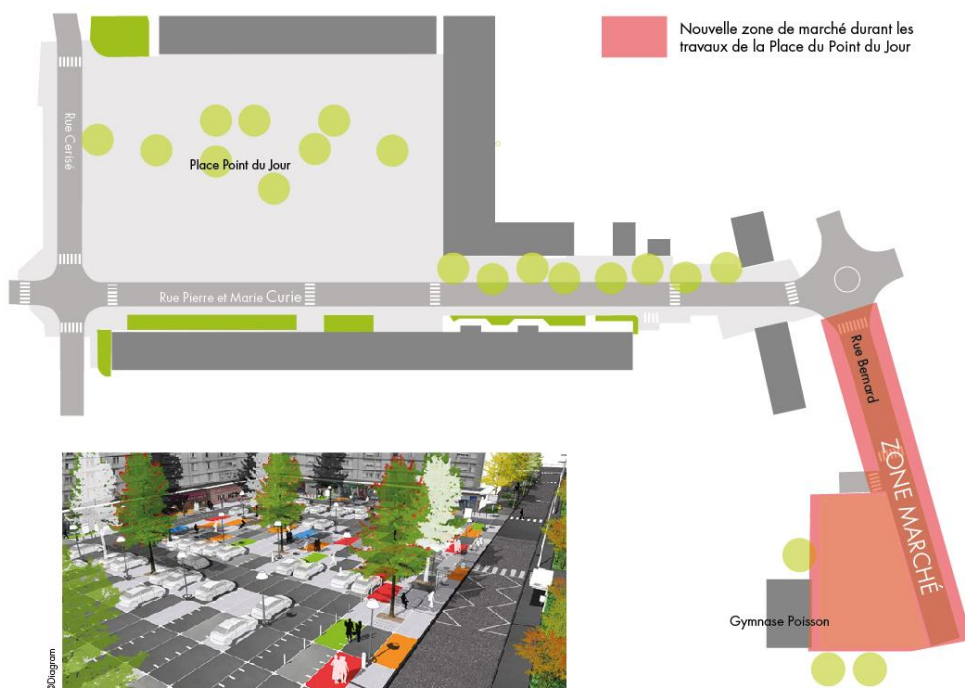 Nouvelle zone de marché durant les
travaux de la Place du Point du Jour
Rue Cerisé
Place Point du Jour
Rue Pierre et Marie Curie
Rue Bernard
ZONE MARCHÉ
Gymnase Poisson
©Diagram